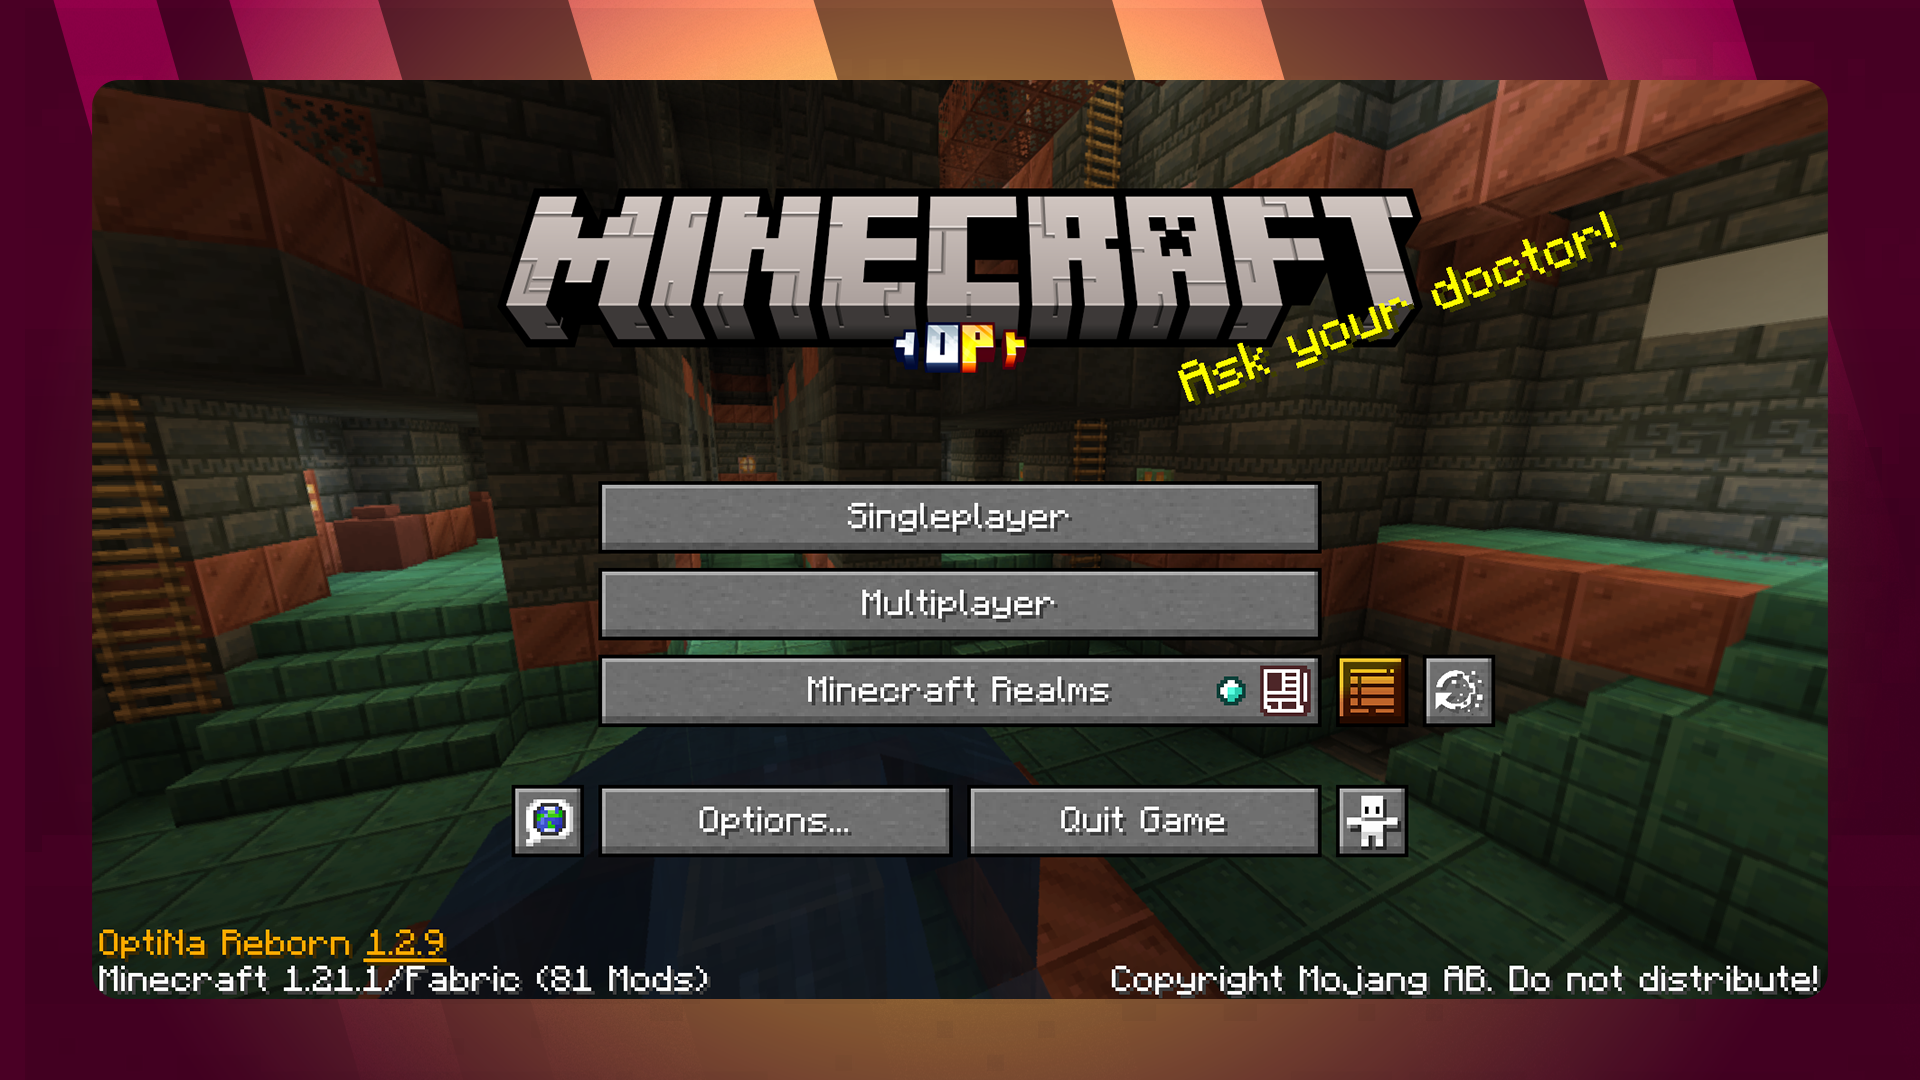 MINECRAFT
OP
Ask your doctor!
Singleplayer
Multiplayer
Minecraft Realms
Options...
Quit Game
OptiNa Reborn 1.2.9
Minecraft 1.21.1/Fabric (81 Mods)
Copyright Mojang AB. Do not distribute!